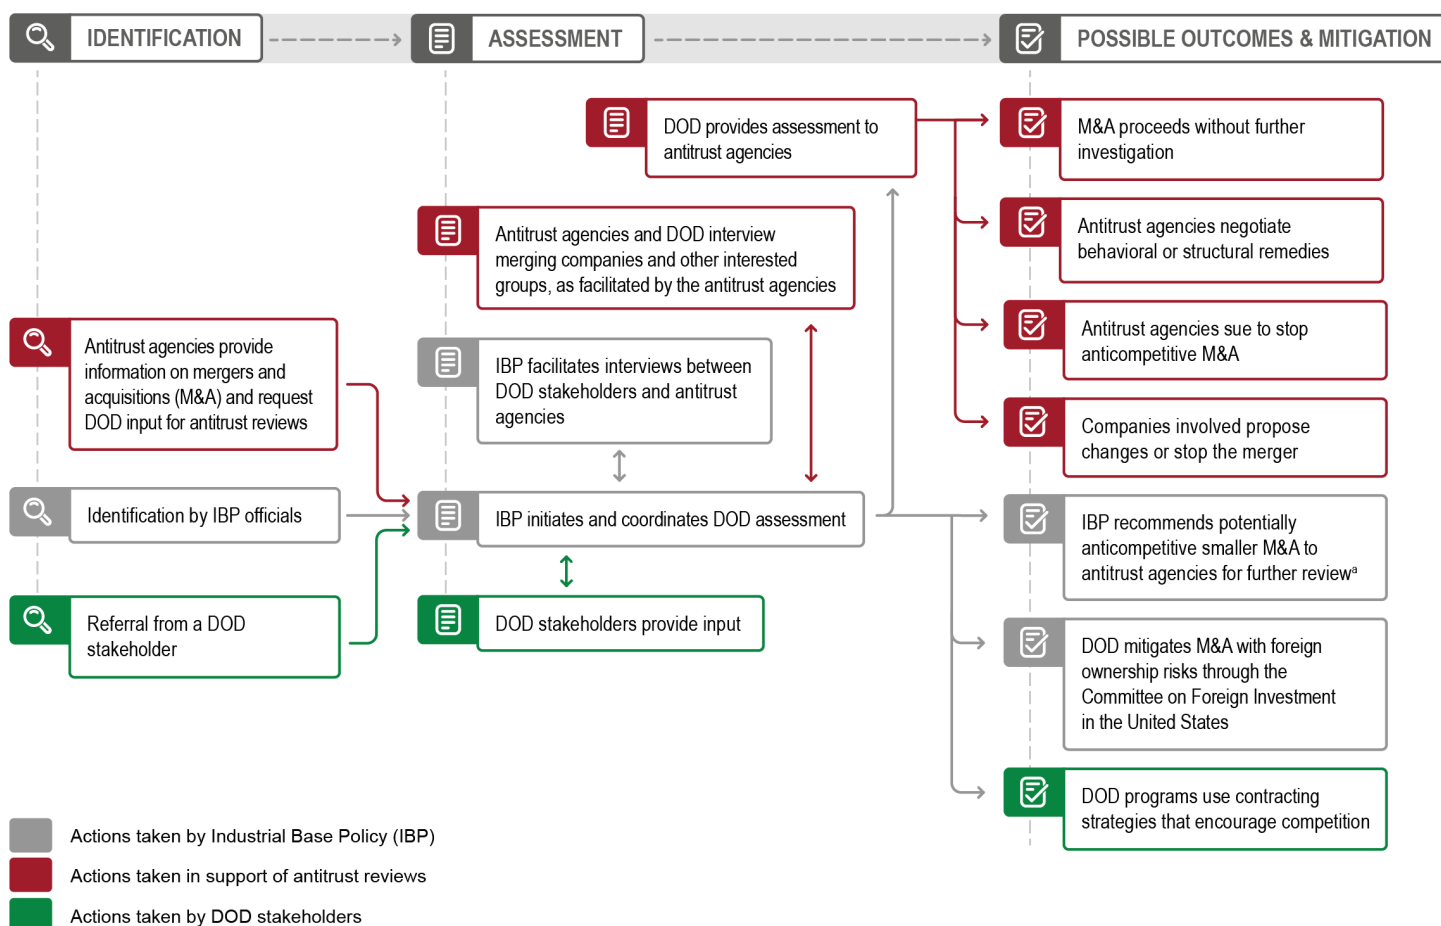 IDENTIFICATION
ASSESSMENT
POSSIBLE OUTCOMES & MITIGATION
Antitrust agencies provide
information on mergers and
acquisitions (M&A) and request
DOD input for antitrust reviews
Identification by IBP officials
Referral from a DOD
stakeholder
DOD provides assessment to
antitrust agencies
Antitrust agencies and DOD interview
merging companies and other interested
groups, as facilitated by the antitrust agencies
IBP facilitates interviews between
DOD stakeholders and antitrust
agencies
IBP initiates and coordinates DOD assessment
DOD stakeholders provide input
M&A proceeds without further
investigation
Antitrust agencies negotiate
behavioral or structural remedies
Antitrust agencies sue to stop
anticompetitive M&A
Companies involved propose
changes or stop the merger
IBP recommends potentially
anticompetitive smaller M&A to
antitrust agencies for further reviewᵃ
DOD mitigates M&A with foreign
ownership risks through the
Committee on Foreign Investment
in the United States
DOD programs use contracting
strategies that encourage competition
Actions taken by Industrial Base Policy (IBP)
Actions taken in support of antitrust reviews
Actions taken by DOD stakeholders